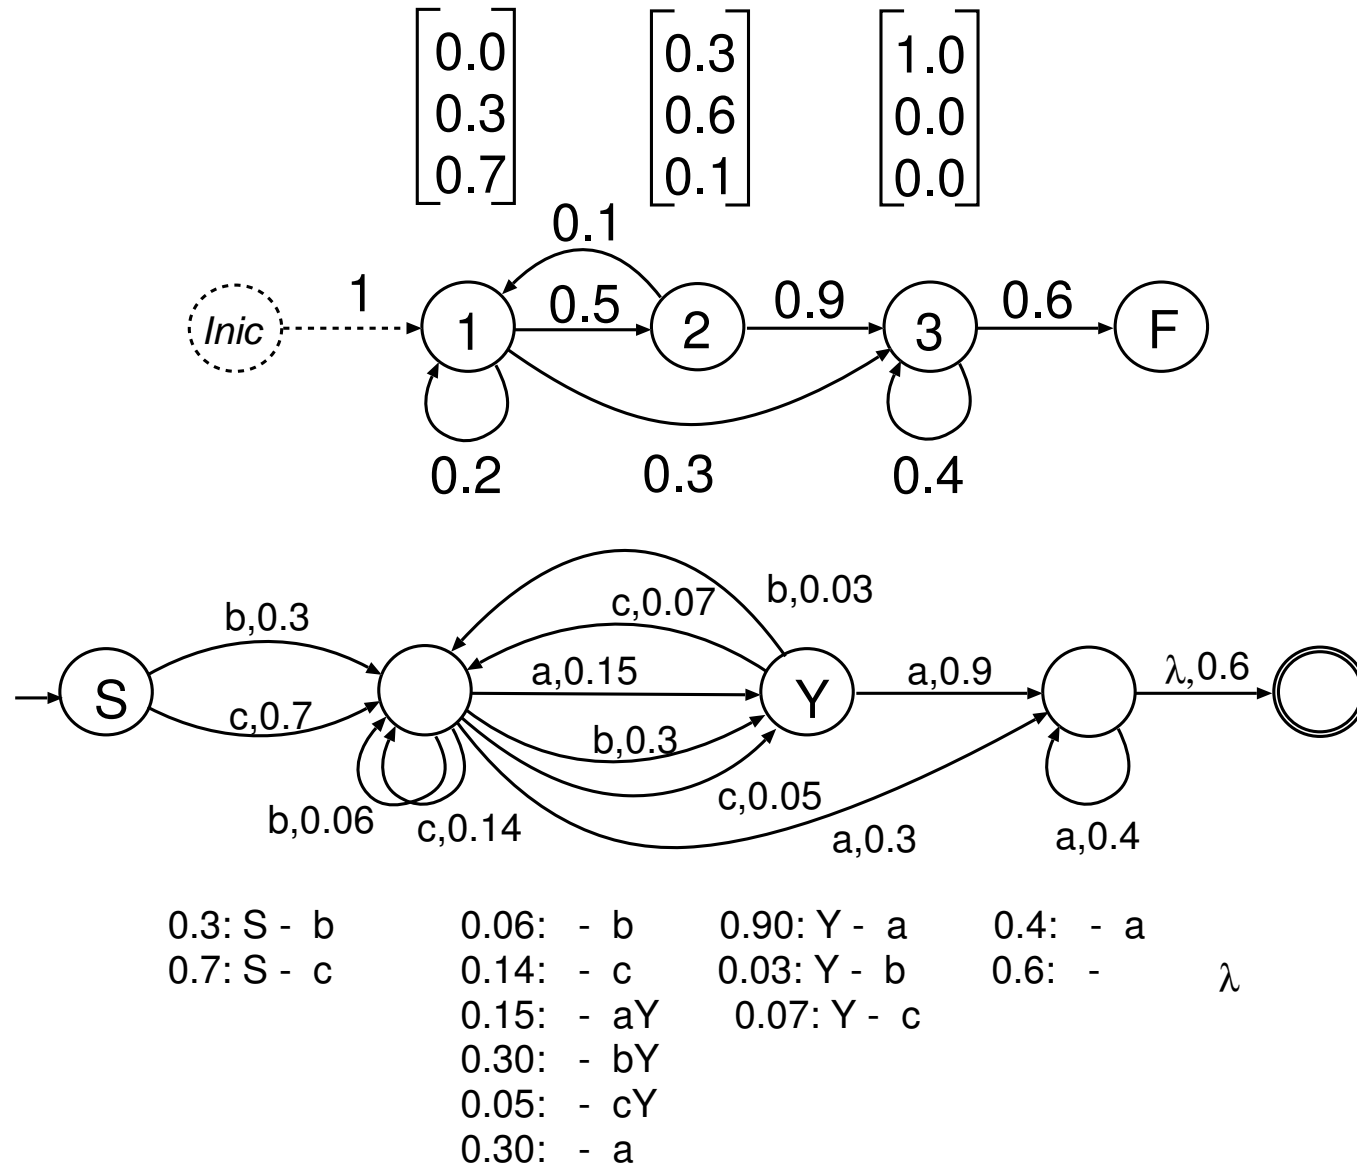 0.0 0.3 1.0
0.3 0.6 0.0
0.7 0.1 0.0
0.1
1 0.5 0.9 0.6
Inic 1 2 3 F
0.2 0.3 0.4
b,0.03
b,0.3 c,0.07
a,0.15 a,0.9 λ,0.6
S Y
c,0.7 b,0.3
b,0.06 c,0.14 c,0.05 a,0.3 a,0.4
0.3: S - b 0.06: - b 0.90: Y - a 0.4: - a
0.7: S - c 0.14: - c 0.03: Y - b 0.6: - λ
0.15: - aY 0.07: Y - c
0.30: - bY
0.05: - cY
0.30: - a